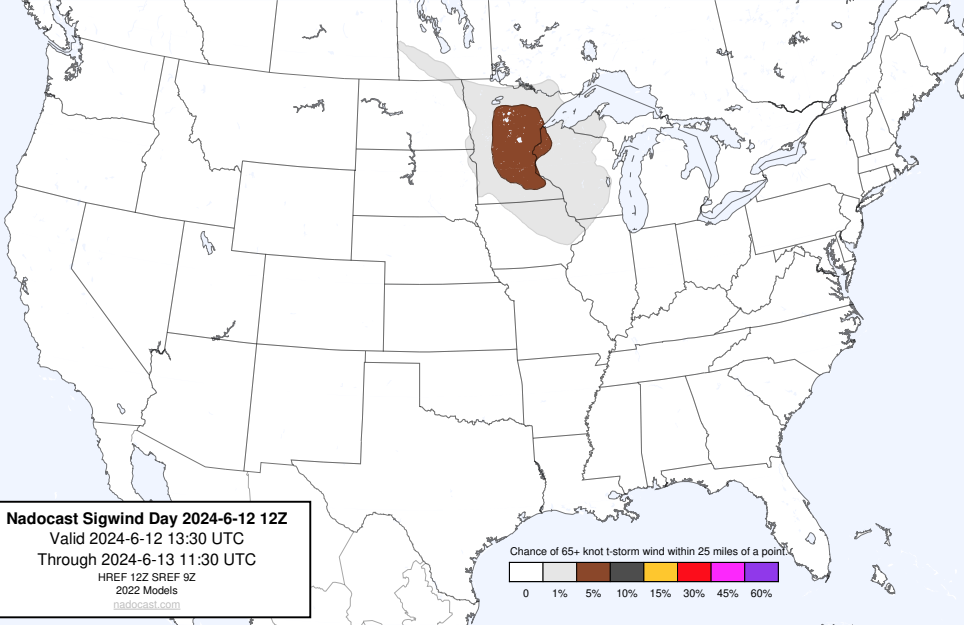 Nadocast Sigwind Day 2024-6-12 12Z
Valid 2024-6-12 13:30 UTC
Through 2024-6-13 11:30 UTC
HREF 12Z SREF 9Z
2022 Models
nadocast.com
Chance of 65+ knot t-storm wind within 25 miles of a point.
0 1% 5% 10% 15% 30% 45% 60%